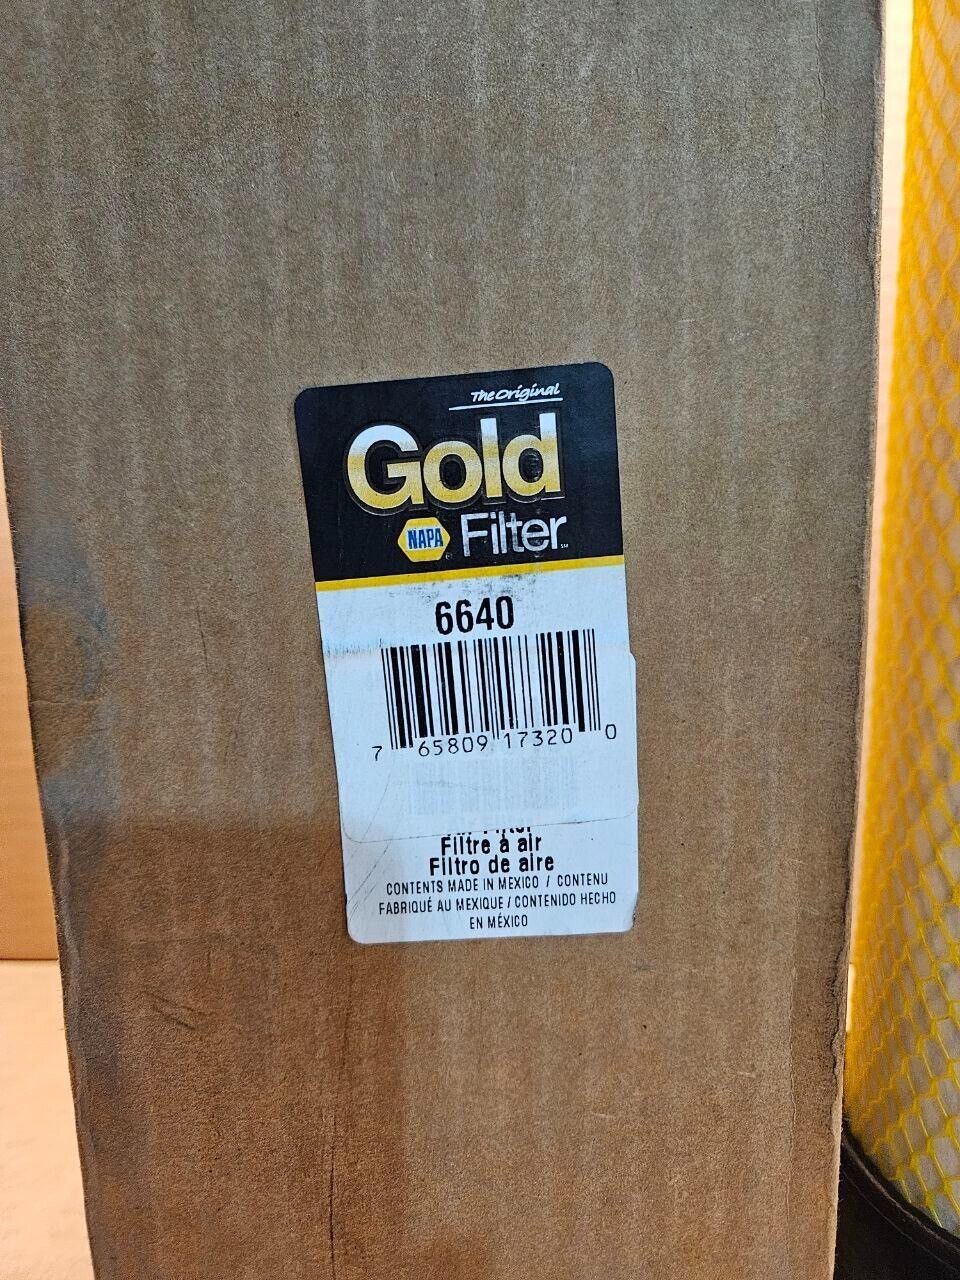 The Original
Gold
NAPA Filter SM
6640
7 65809 17320 0
Filtre à air
Filtro de aire
CONTENTS MADE IN MEXICO / CONTENU
FABRIQUÉ AU MEXIQUE / CONTENIDO HECHO
EN MÉXICO